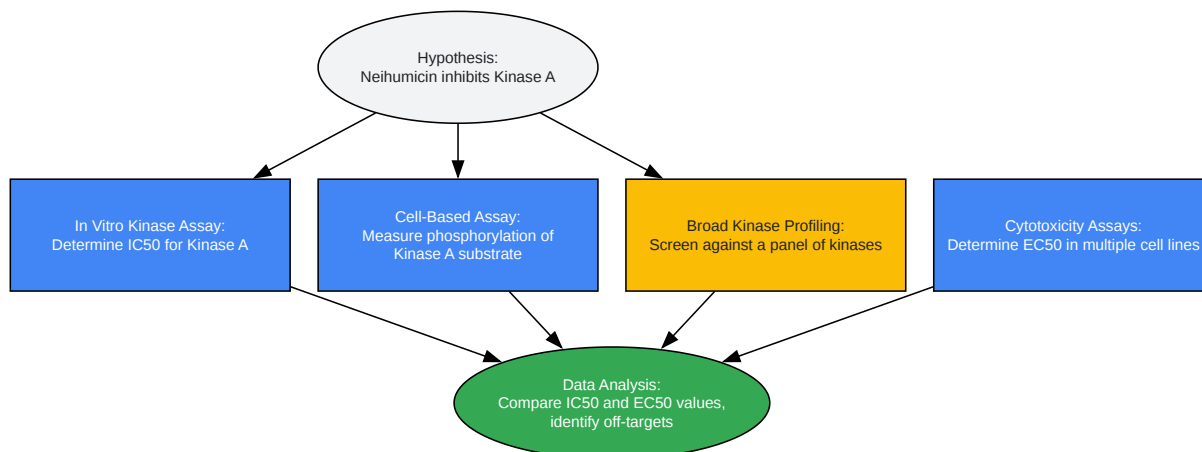 Hypothesis:
Neihumicin inhibits Kinase A
In Vitro Kinase Assay:
Determine IC50 for Kinase A
Cell-Based Assay:
Measure phosphorylation of
Kinase A substrate
Broad Kinase Profiling:
Screen against a panel of kinases
Cytotoxicity Assays:
Determine EC50 in multiple cell lines
Data Analysis:
Compare IC50 and EC50 values,
identify off-targets